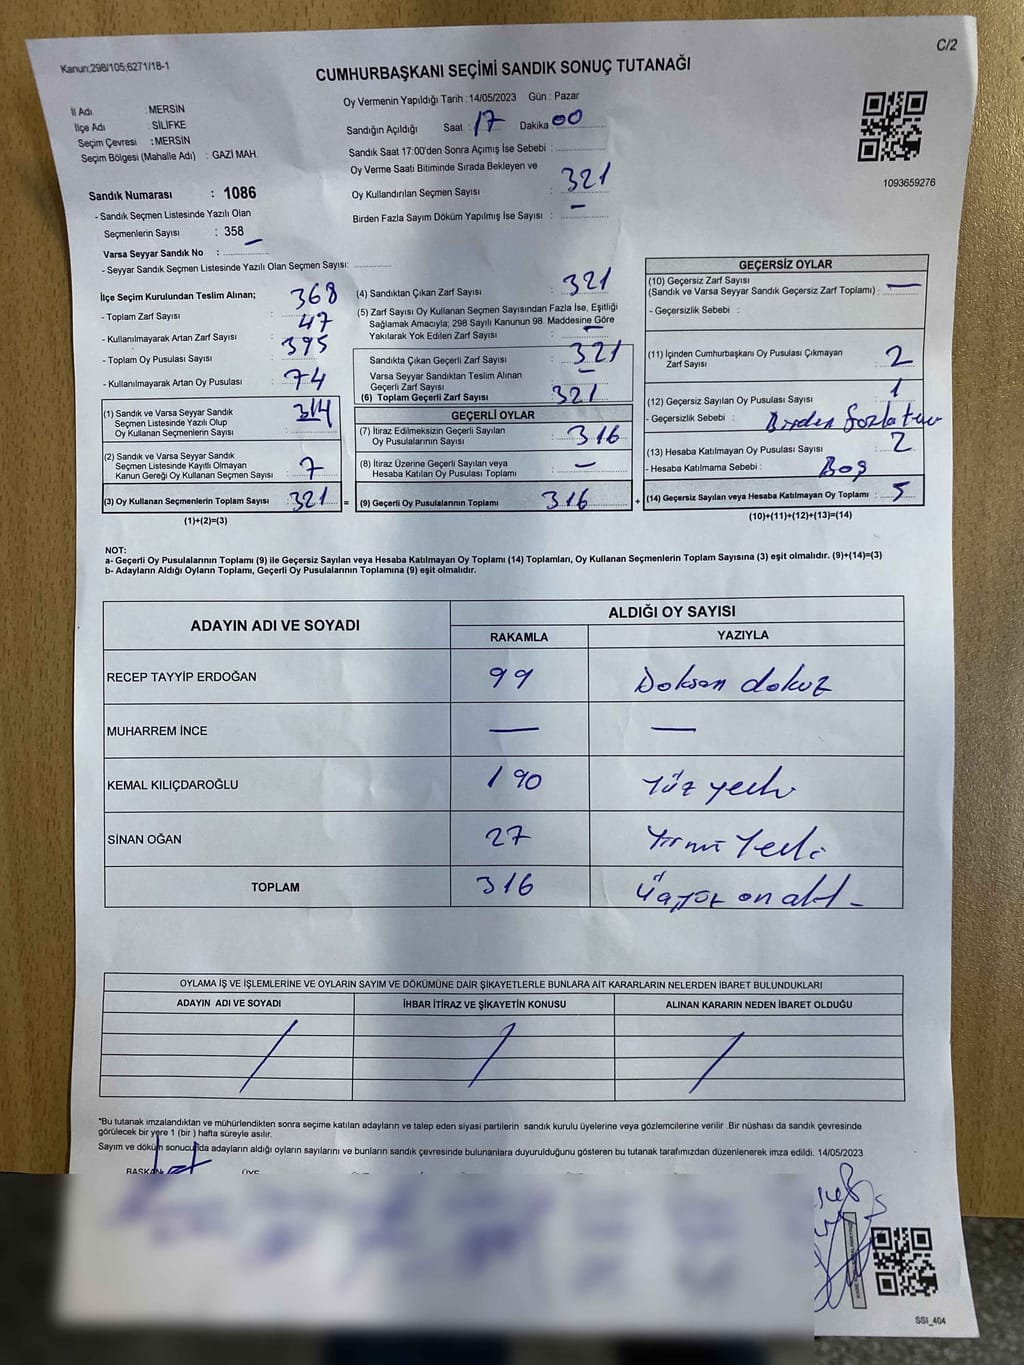 C/2
Kanun;298/105;6271/18-1
CUMHURBAŞKANI SEÇİMİ SANDIK SONUÇ TUTANAĞI
İl Adı : MERSİN
İlçe Adı : SİLİFKE
Seçim Çevresi : MERSİN
Seçim Bölgesi (Mahalle Adı) : GAZİ MAH.
Sandık Numarası : 1086
- Sandık Seçmen Listesinde Yazılı Olan
Seçmenlerin Sayısı : 358
Varsa Seyyar Sandık No : —
- Seyyar Sandık Seçmen Listesinde Yazılı Olan Seçmen Sayısı:
Oy Vermenin Yapıldığı Tarih :14/05/2023 Gün : Pazar
Sandığın Açıldığı Saat : 17 Dakika : 00
Sandık Saat 17:00'den Sonra Açımış İse Sebebi :
Oy Verme Saati Bitiminde Sırada Bekleyen ve
Oy Kullandırılan Seçmen Sayısı : 321
Birden Fazla Sayım Döküm Yapılmış İse Sayısı : —
1093659276
İlçe Seçim Kurulundan Teslim Alınan;
- Toplam Zarf Sayısı : 368
- Kullanılmayarak Artan Zarf Sayısı : 47
- Toplam Oy Pusulası Sayısı : 395
- Kullanılmayarak Artan Oy Pusulası : 74
(1) Sandık ve Varsa Seyyar Sandık
Seçmen Listesinde Yazılı Olup
Oy Kullanan Seçmenlerin Sayısı : 314
(2) Sandık ve Varsa Seyyar Sandık
Seçmen Listesinde Kayıtlı Olmayan
Kanun Gereği Oy Kullanan Seçmen Sayısı : 7
(3) Oy Kullanan Seçmenlerin Toplam Sayısı : 321 =
(1)+(2)=(3)
(4) Sandıktan Çıkan Zarf Sayısı : 321
(5) Zarf Sayısı Oy Kullanan Seçmen Sayısından Fazla İse, Eşitliği
Sağlamak Amacıyla; 298 Sayılı Kanunun 98. Maddesine Göre
Yakılarak Yok Edilen Zarf Sayısı : —
Sandıkta Çıkan Geçerli Zarf Sayısı : 321
Varsa Seyyar Sandıktan Teslim Alınan
Geçerli Zarf Sayısı : —
(6) Toplam Geçerli Zarf Sayısı : 321
GEÇERLİ OYLAR
(7) İtiraz Edilmeksizin Geçerli Sayılan
Oy Pusulalarının Sayısı : 316
(8) İtiraz Üzerine Geçerli Sayılan veya
Hesaba Katılan Oy Pusulası Toplamı : —
(9) Geçerli Oy Pusulalarının Toplamı : 316 +
GEÇERSİZ OYLAR
(10) Geçersiz Zarf Sayısı
(Sandık ve Varsa Seyyar Sandık Geçersiz Zarf Toplamı) : —
- Geçersizlik Sebebi :
(11) İçinden Cumhurbaşkanı Oy Pusulası Çıkmayan
Zarf Sayısı : 2
(12) Geçersiz Sayılan Oy Pusulası Sayısı : 1
- Geçersizlik Sebebi : Birden fazla
(13) Hesaba Katılmayan Oy Pusulası Sayısı : 2
- Hesaba Katılmama Sebebi : Boş
(14) Geçersiz Sayılan veya Hesaba Katılmayan Oy Toplamı : 5
(10)+(11)+(12)+(13)=(14)
NOT:
a- Geçerli Oy Pusulalarının Toplamı (9) ile Geçersiz Sayılan veya Hesaba Katılmayan Oy Toplamı (14) Toplamları, Oy Kullanan Seçmenlerin Toplam Sayısına (3) eşit olmalıdır. (9)+(14)=(3)
b- Adayların Aldığı Oyların Toplamı, Geçerli Oy Pusulalarının Toplamına (9) eşit olmalıdır.
ADAYIN ADI VE SOYADI
ALDIĞI OY SAYISI
RAKAMLA YAZIYLA
RECEP TAYYİP ERDOĞAN 99 Doksan dokuz
MUHARREM İNCE — —
KEMAL KILIÇDAROĞLU 190 Yüz
SİNAN OĞAN 27 Yirmi Yedi
TOPLAM 316 Üçyüz on altı
OYLAMA İŞ VE İŞLEMLERİNE VE OYLARIN SAYIM VE DÖKÜMÜNE DAİR ŞİKAYETLERLE BUNLARA AİT KARARLARIN NELERDEN İBARET BULUNDUKLARI
ADAYIN ADI VE SOYADI İHBAR İTİRAZ VE ŞİKAYETİN KONUSU ALINAN KARARIN NEDEN İBARET OLDUĞU
*Bu tutanak imzalandıktan ve mühürlendikten sonra seçime katılan adayların ve talep eden siyasi partilerin sandık kurulu üyelerine veya gözlemcilerine verilir .Bir nüshası da sandık çevresinde
görülecek bir yere 1 (bir ) hafta süreyle asılır.
Sayım ve döküm sonucunda adayların aldığı oyların sayılarını ve bunların sandık çevresinde bulunanlara duyurulduğunu gösteren bu tutanak tarafımızdan düzenlenerek imza edildi. 14/05/2023
BAŞKAN ÜYE
SSI_404